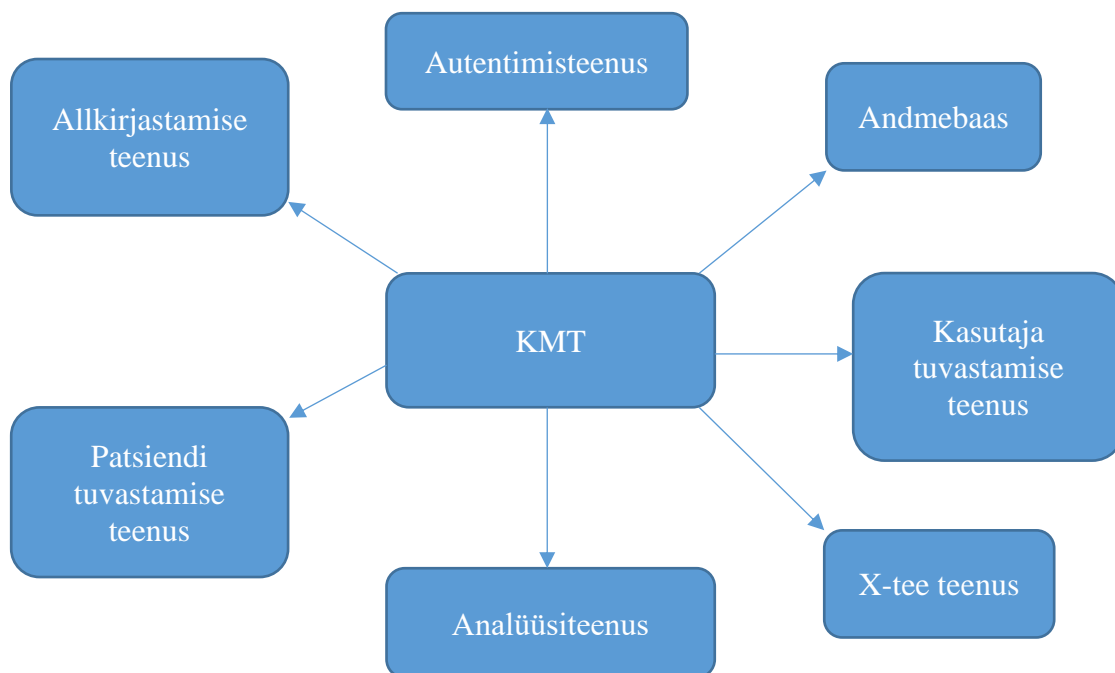 Autentimisteenus
Allkirjastamise
teenus
Andmebaas
KMT
Kasutaja
tuvastamise
teenus
Patsiendi
tuvastamise
teenus
X-tee teenus
Analüüsiteenus